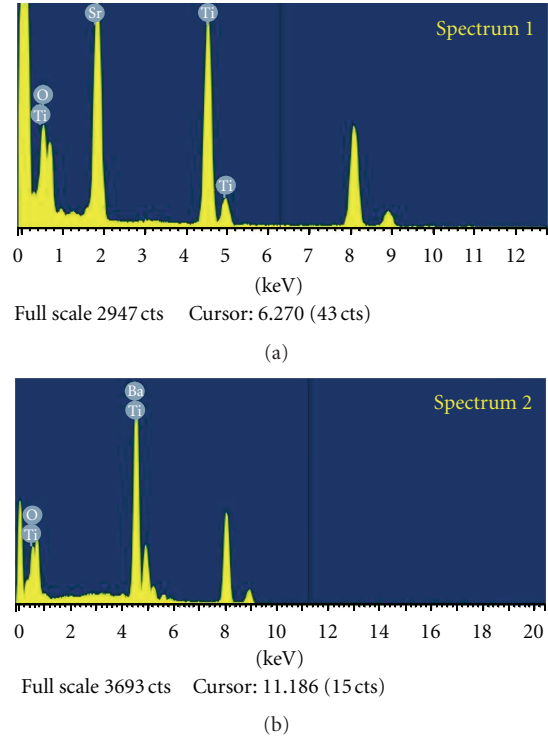 Sr
Ti
Spectrum 1
O
Ti
Ti
0 1 2 3 4 5 6 7 8 9 10 11 12
(keV)
Full scale 2947 cts Cursor: 6.270 (43 cts)
(a)
Ba
Ti
Spectrum 2
O
Ti
0 2 4 6 8 10 12 14 16 18 20
(keV)
Full scale 3693 cts Cursor: 11.186 (15 cts)
(b)